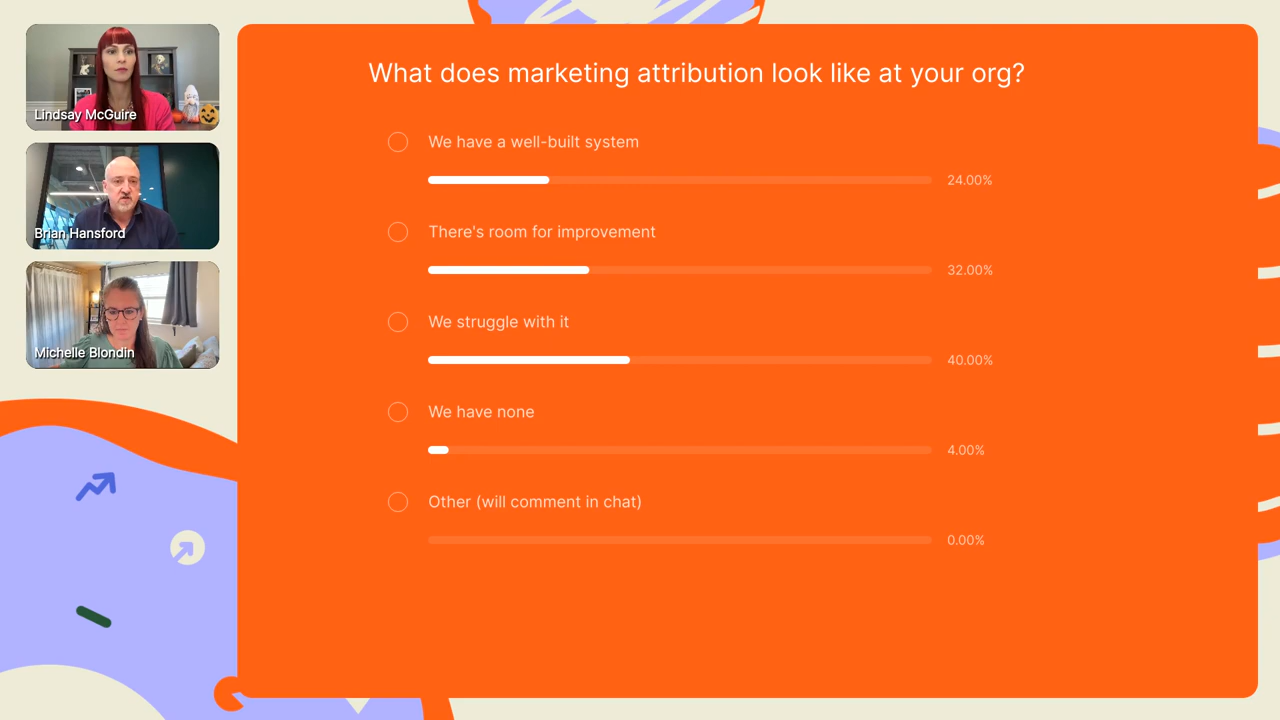 Lindsay McGuire
Brian Hansford
Michelle Blondin
What does marketing attribution look like at your org?
We have a well-built system
24.00%
There's room for improvement
32.00%
We struggle with it
40.00%
We have none
4.00%
Other (will comment in chat)
0.00%